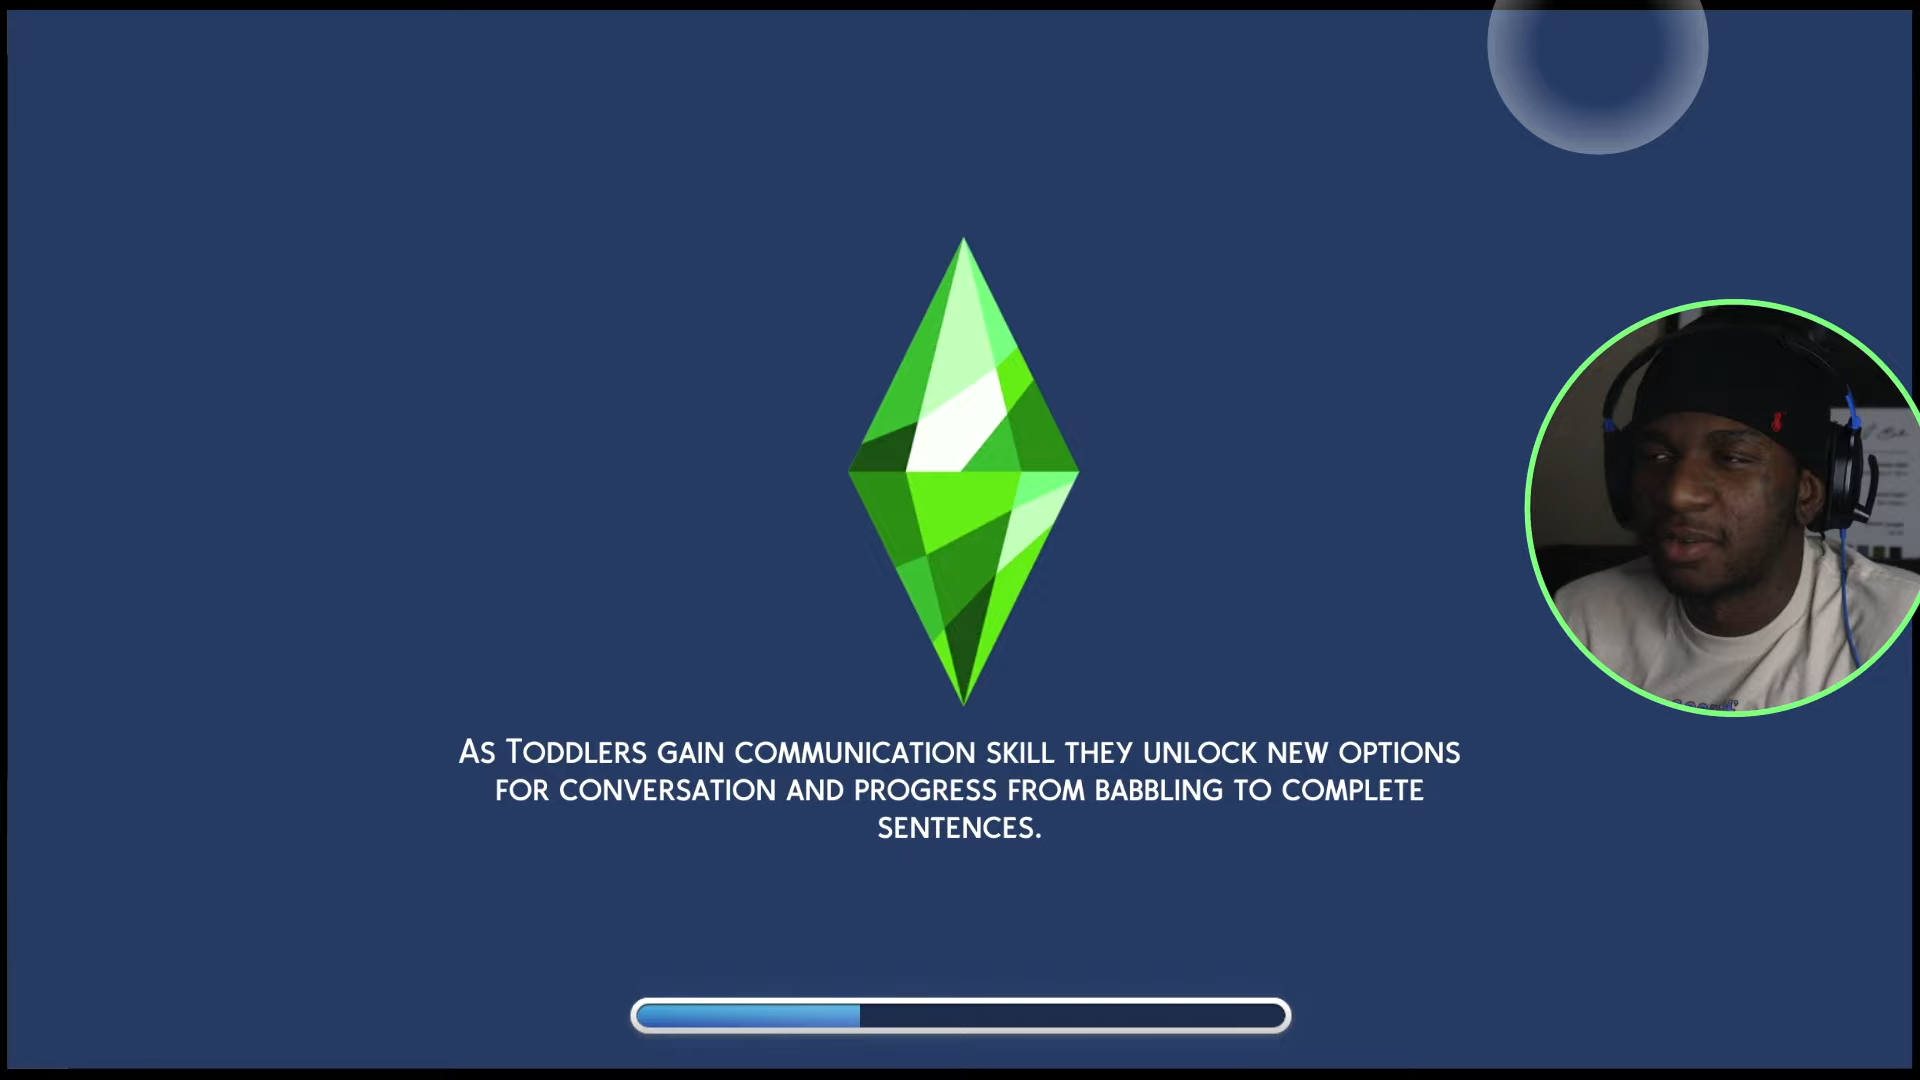 As Toddlers gain communication skill they unlock new options
for conversation and progress from babbling to complete
sentences.